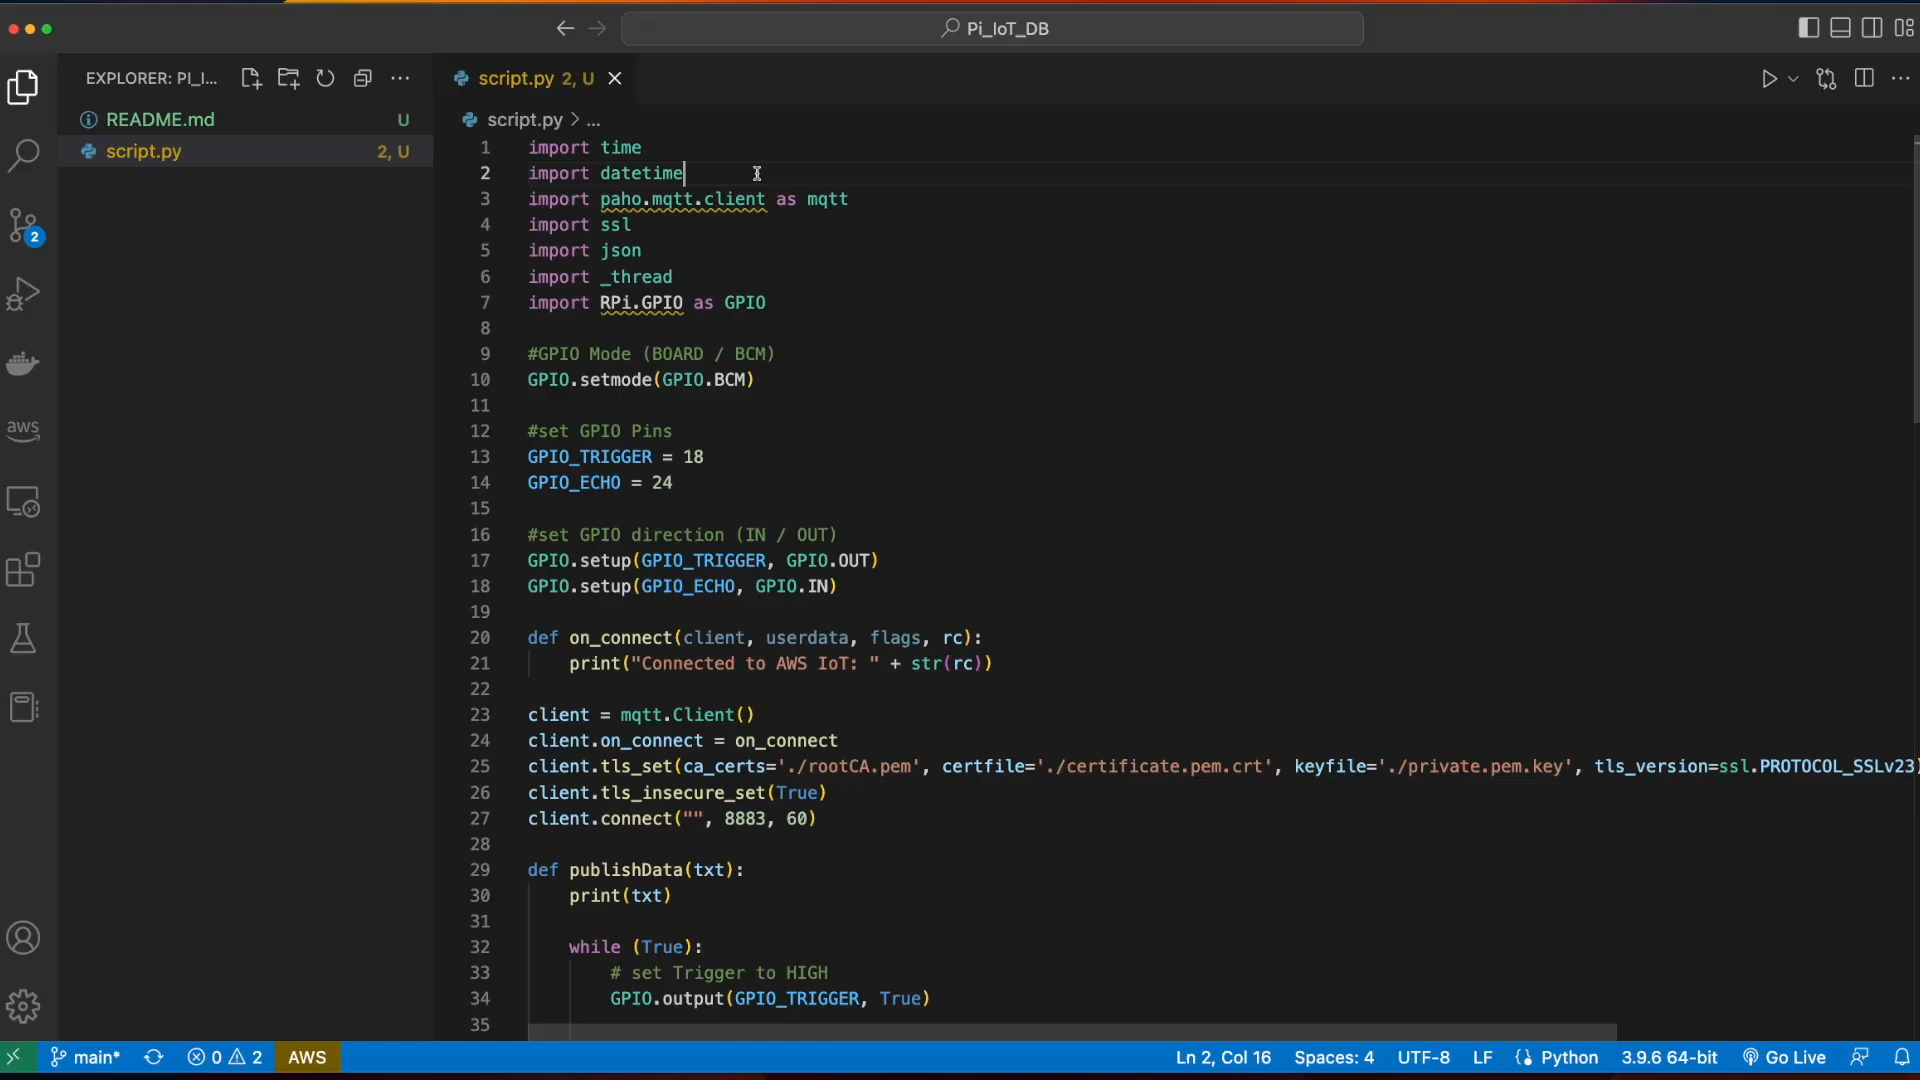 Pi_IoT_DB
EXPLORER: PI_I...
README.md U
script.py 2, U
2
aws
script.py 2, U
script.py > ...
1 import time
2 import datetime
3 import paho.mqtt.client as mqtt
4 import ssl
5 import json
6 import _thread
7 import RPi.GPIO as GPIO
8
9 #GPIO Mode (BOARD / BCM)
10 GPIO.setmode(GPIO.BCM)
11
12 #set GPIO Pins
13 GPIO_TRIGGER = 18
14 GPIO_ECHO = 24
15
16 #set GPIO direction (IN / OUT)
17 GPIO.setup(GPIO_TRIGGER, GPIO.OUT)
18 GPIO.setup(GPIO_ECHO, GPIO.IN)
19
20 def on_connect(client, userdata, flags, rc):
21 print("Connected to AWS IoT: " + str(rc))
22
23 client = mqtt.Client()
24 client.on_connect = on_connect
25 client.tls_set(ca_certs='./rootCA.pem', certfile='./certificate.pem.crt', keyfile='./private.pem.key', tls_version=ssl.PROTOCOL_SSLv23)
26 client.tls_insecure_set(True)
27 client.connect("", 8883, 60)
28
29 def publishData(txt):
30 print(txt)
31
32 while (True):
33 # set Trigger to HIGH
34 GPIO.output(GPIO_TRIGGER, True)
35
main* 0 2 AWS Ln 2, Col 16 Spaces: 4 UTF-8 LF Python 3.9.6 64-bit Go Live